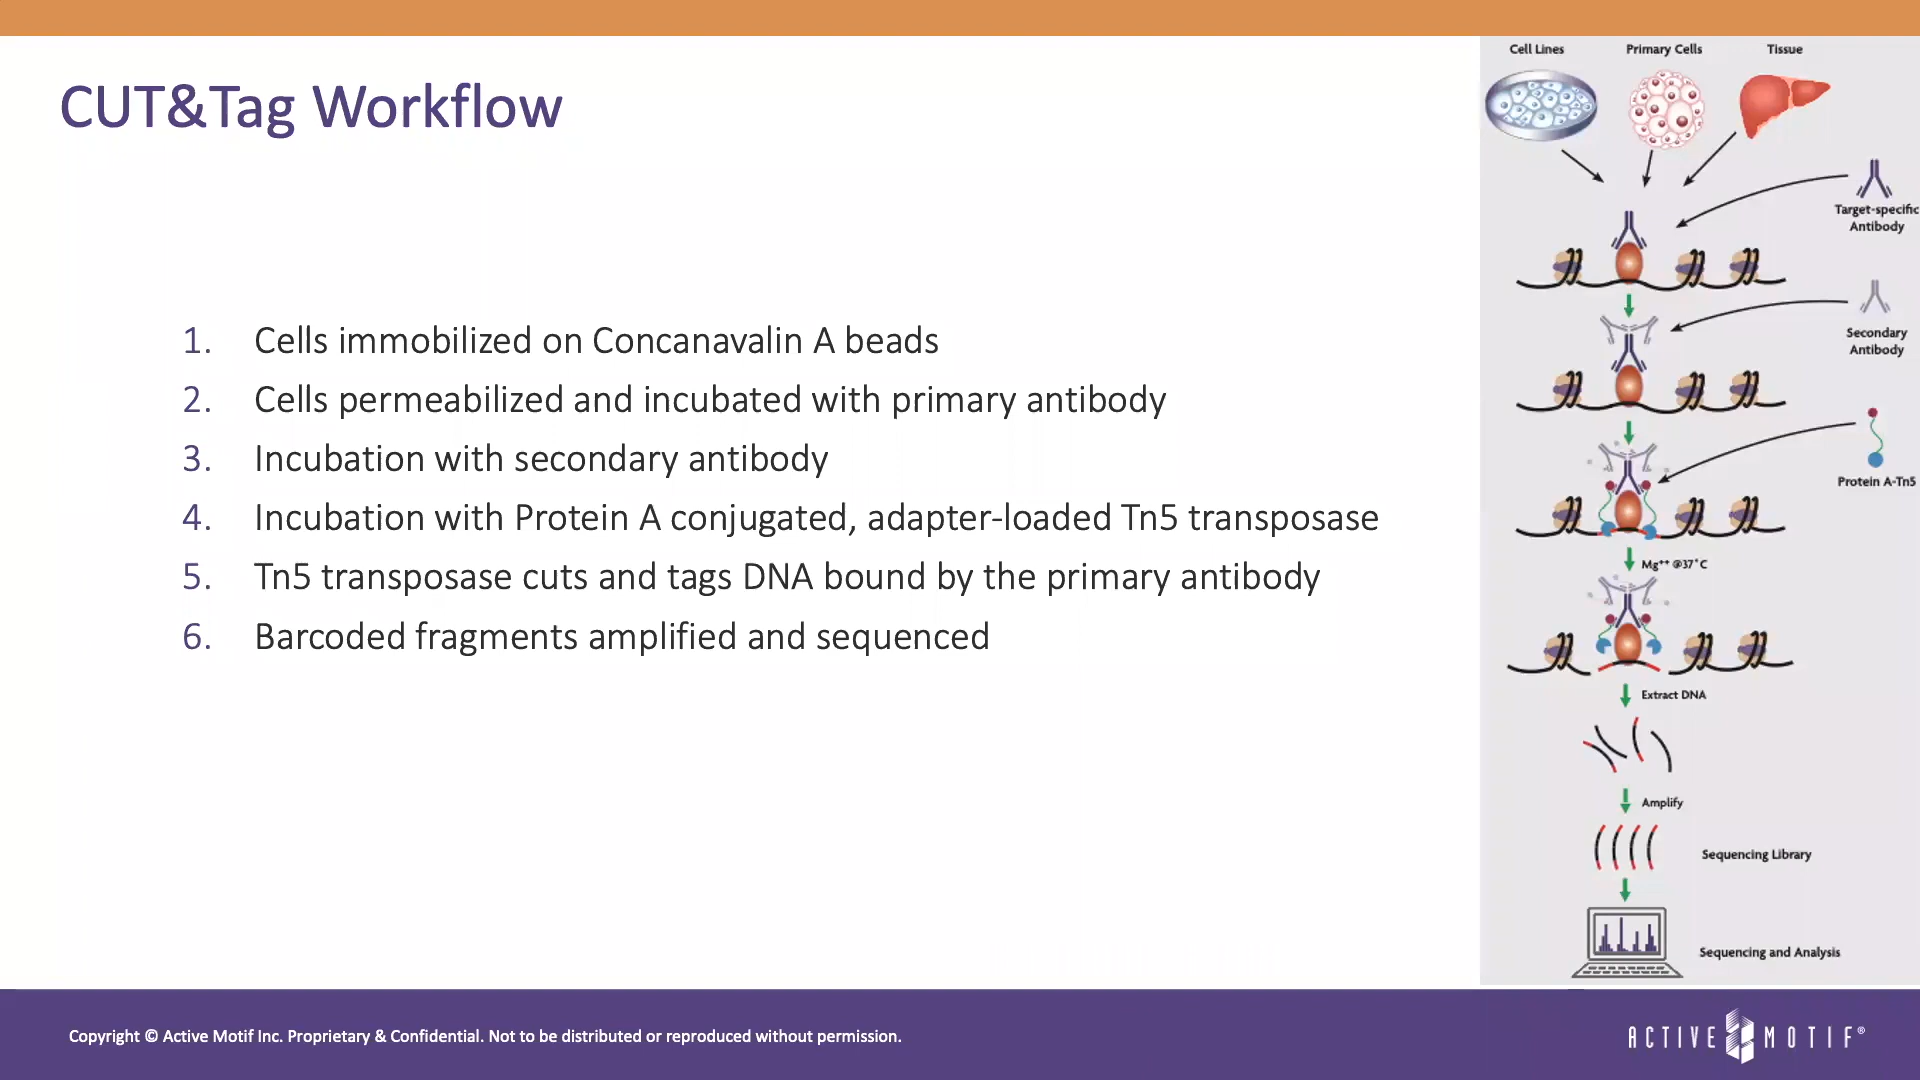 CUT&Tag Workflow
1. Cells immobilized on Concanavalin A beads
2. Cells permeabilized and incubated with primary antibody
3. Incubation with secondary antibody
4. Incubation with Protein A conjugated, adapter-loaded Tn5 transposase
5. Tn5 transposase cuts and tags DNA bound by the primary antibody
6. Barcoded fragments amplified and sequenced
Cell Lines
Primary Cells
Tissue
Target-specific
Antibody
Secondary
Antibody
Protein A-Tn5
Mg⁺⁺ @37°C
Extract DNA
Amplify
Sequencing Library
Sequencing and Analysis
Copyright © Active Motif Inc. Proprietary & Confidential. Not to be distributed or reproduced without permission.
ACTIVE MOTIF®